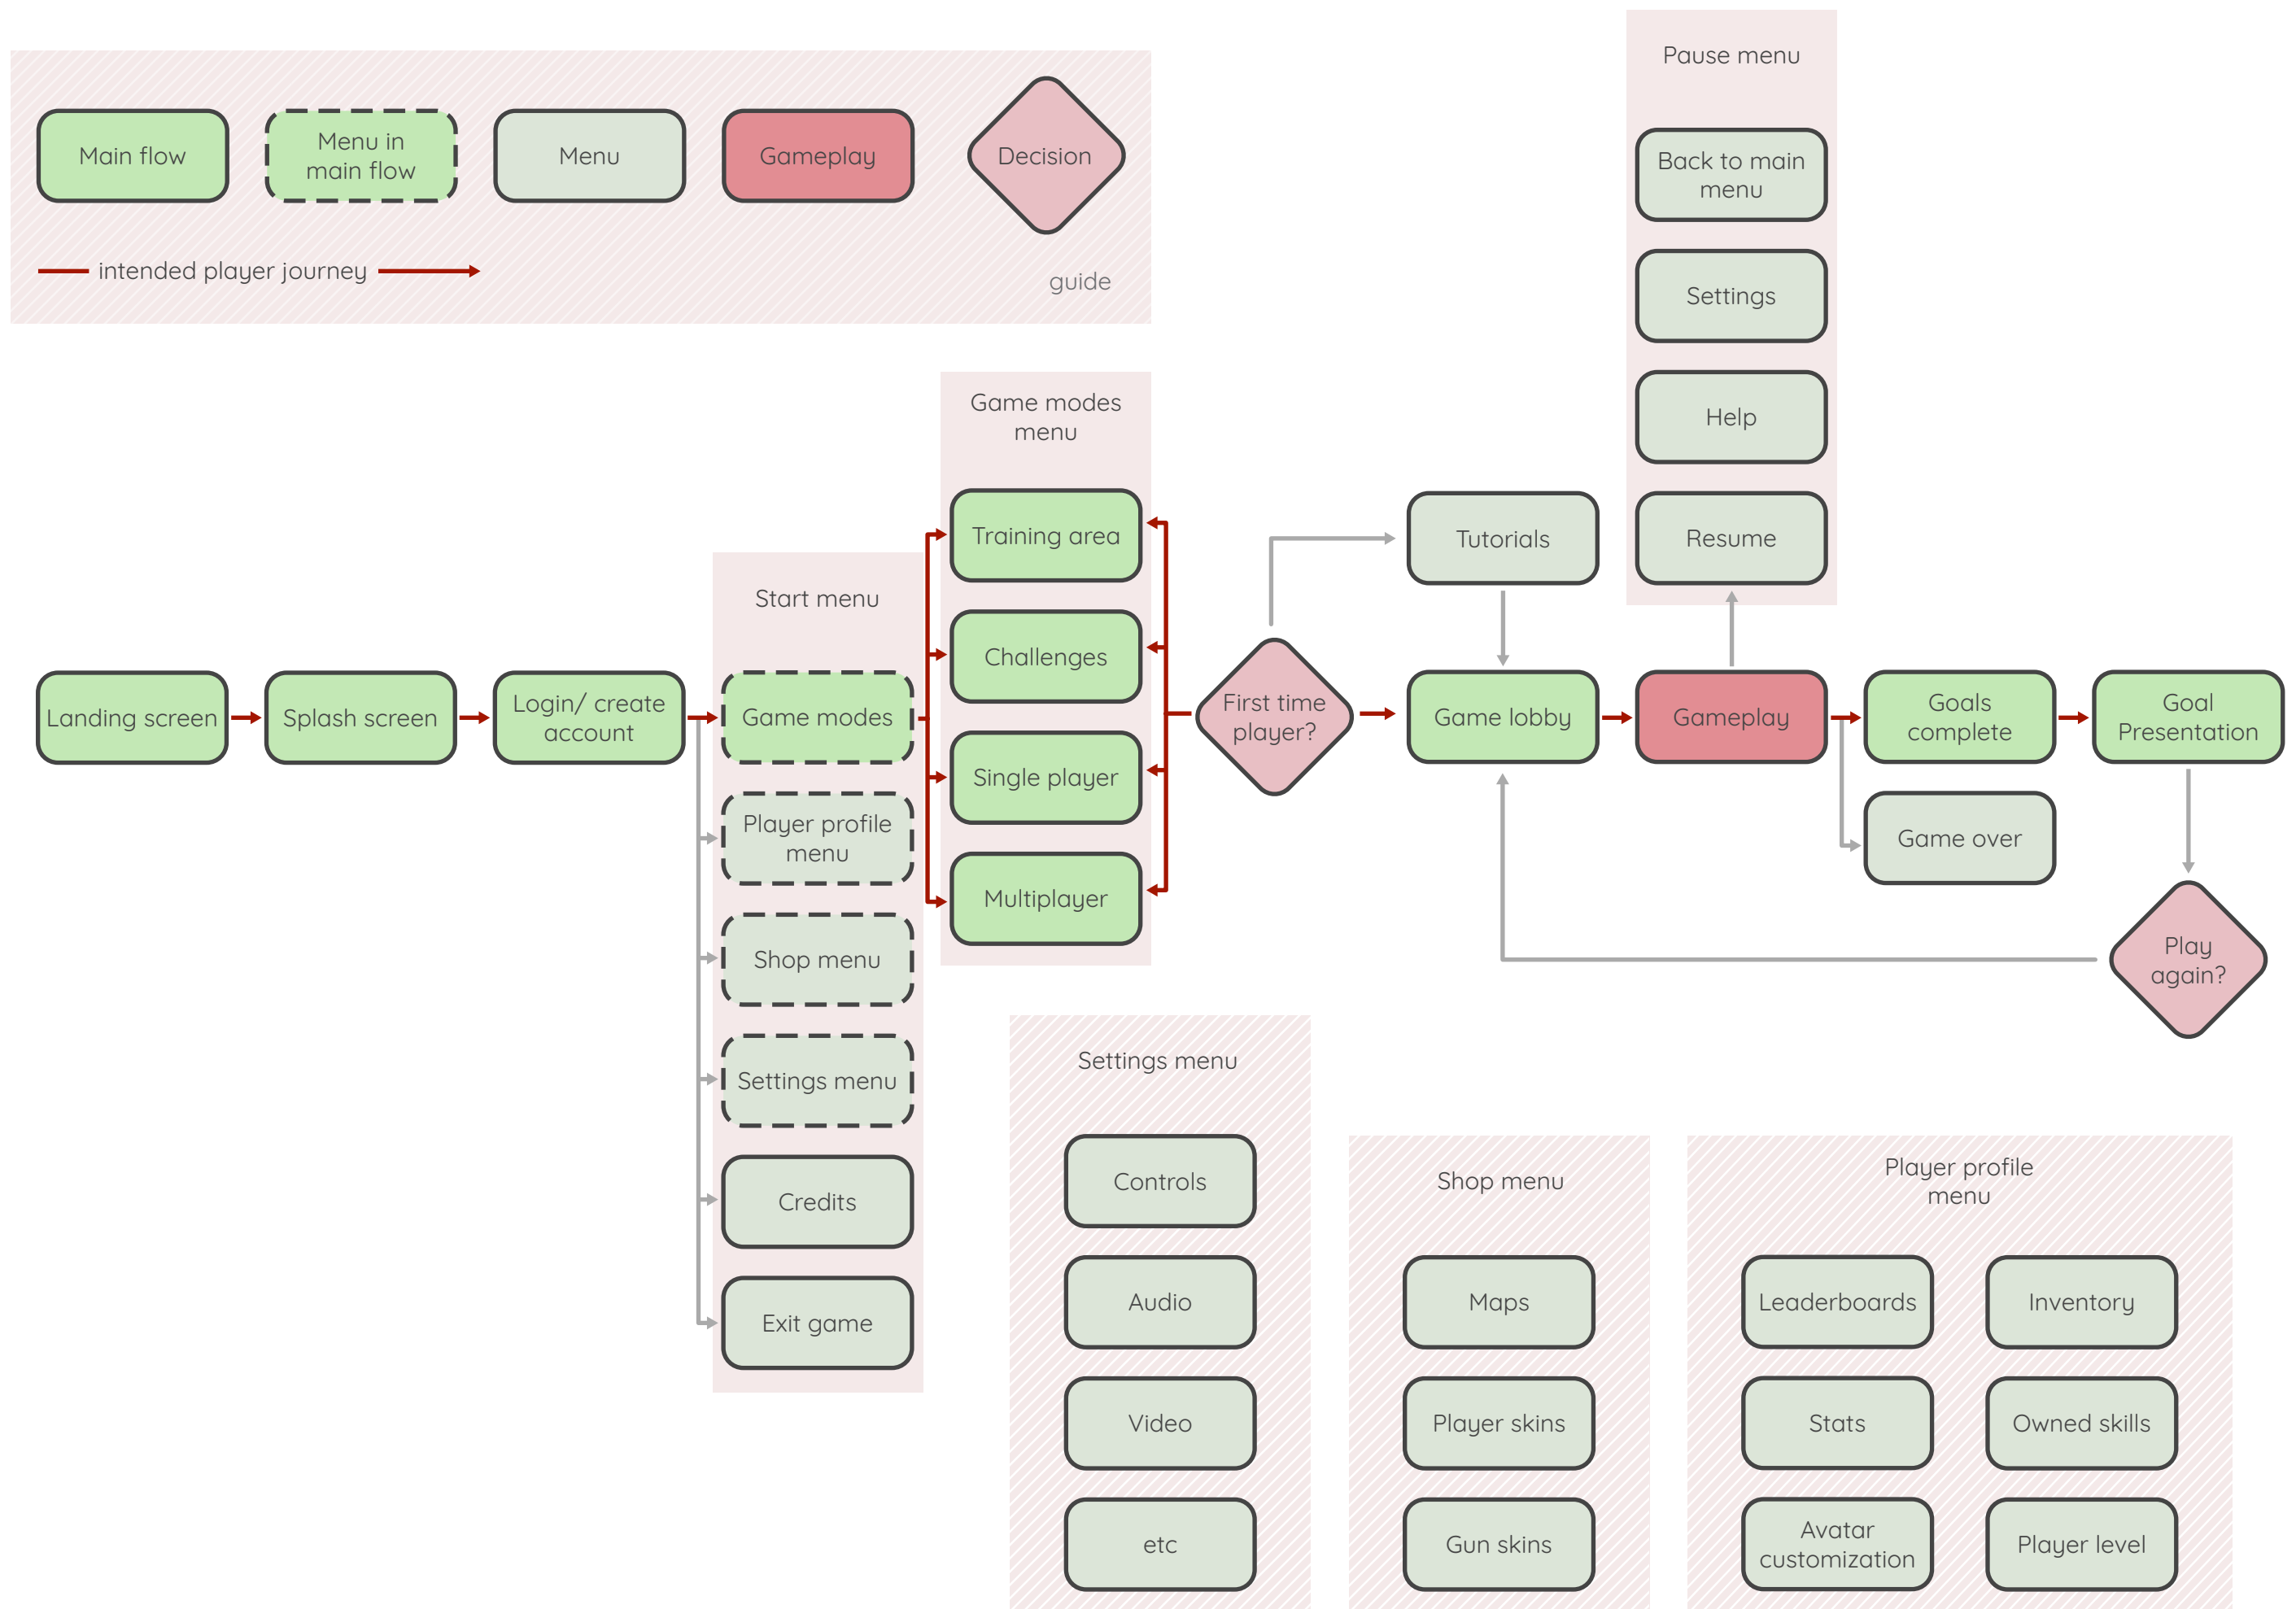 Main flow
Menu in
main flow
Menu
Gameplay
Decision
intended player journey
guide
Pause menu
Back to main
menu
Settings
Help
Resume
Game modes
menu
Training area
Challenges
Single player
Multiplayer
Start menu
Landing screen
Splash screen
Login/ create
account
Game modes
Player profile
menu
Shop menu
Settings menu
Credits
Exit game
First time
player?
Tutorials
Game lobby
Gameplay
Goals
complete
Goal
Presentation
Game over
Play
again?
Settings menu
Controls
Audio
Video
etc
Shop menu
Maps
Player skins
Gun skins
Player profile
menu
Leaderboards
Inventory
Stats
Owned skills
Avatar
customization
Player level